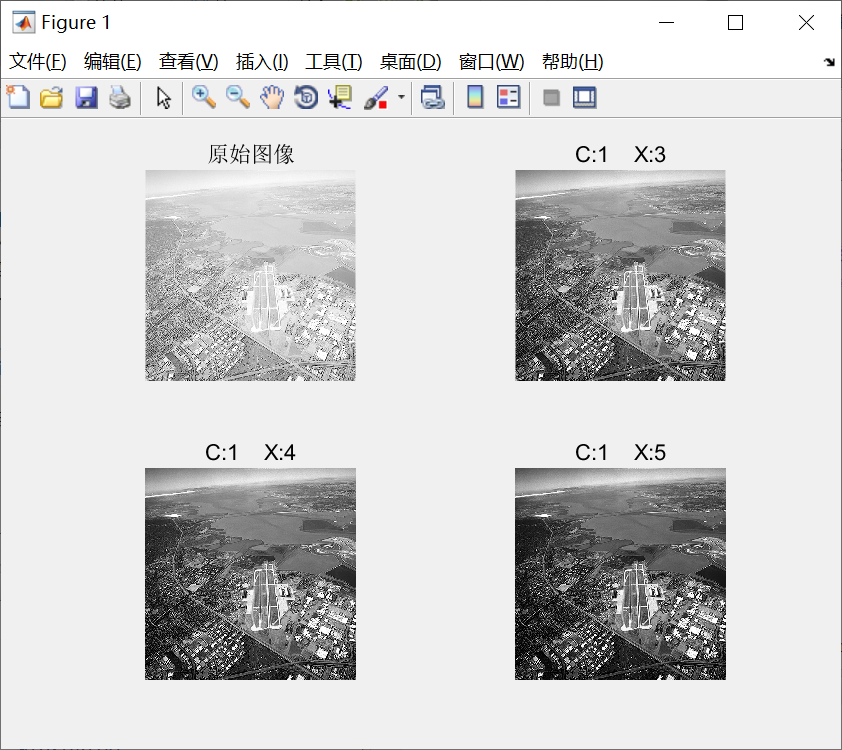 Figure 1
文件(F) 编辑(E) 查看(V) 插入(I) 工具(T) 桌面(D) 窗口(W) 帮助(H)
原始图像
C:1 X:3
C:1 X:4
C:1 X:5